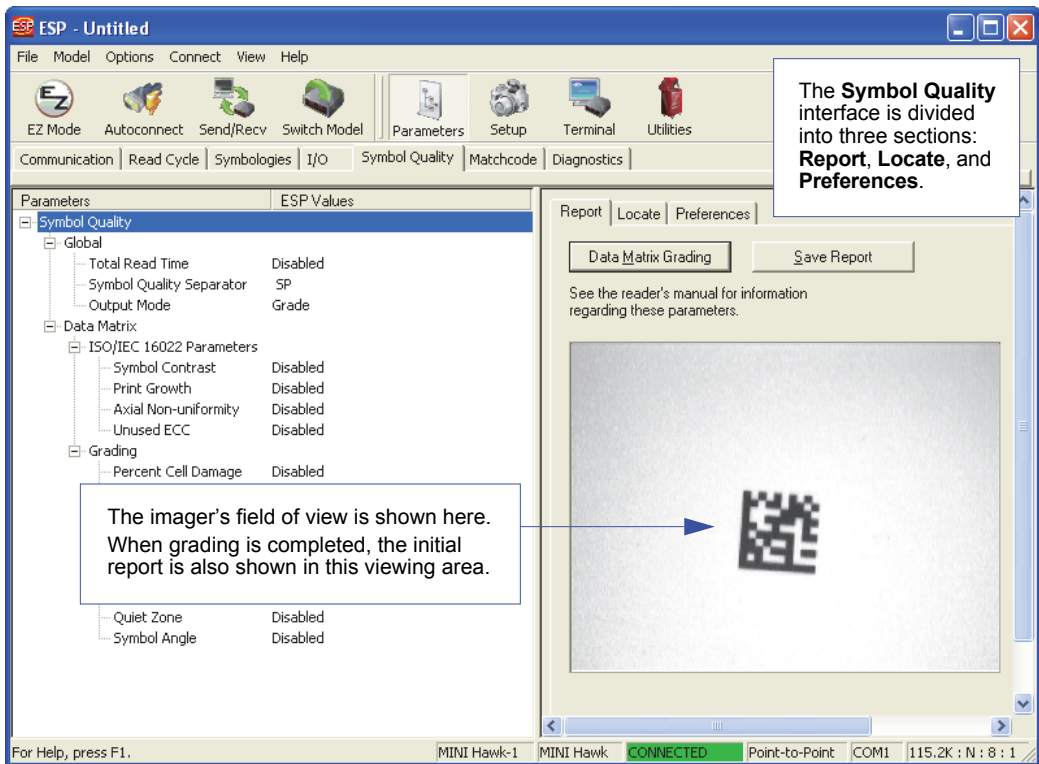 ESP - Untitled
File Model Options Connect View Help
EZ Mode Autoconnect Send/Recv Switch Model Parameters Setup Terminal Utilities
Communication Read Cycle Symbologies I/O Symbol Quality Matchcode Diagnostics
The Symbol Quality
interface is divided
into three sections:
Report, Locate, and
Preferences.
Parameters ESP Values
Symbol Quality
Global
Total Read Time Disabled
Symbol Quality Separator SP
Output Mode Grade
Data Matrix
ISO/IEC 16022 Parameters
Symbol Contrast Disabled
Print Growth Disabled
Axial Non-uniformity Disabled
Unused ECC Disabled
Grading
Percent Cell Damage Disabled
The imager's field of view is shown here.
When grading is completed, the initial
report is also shown in this viewing area.
Quiet Zone Disabled
Symbol Angle Disabled
Report Locate Preferences
Data Matrix Grading Save Report
See the reader's manual for information
regarding these parameters.
For Help, press F1. MINI Hawk-1 MINI Hawk CONNECTED Point-to-Point COM1 115.2K : N : 8 : 1